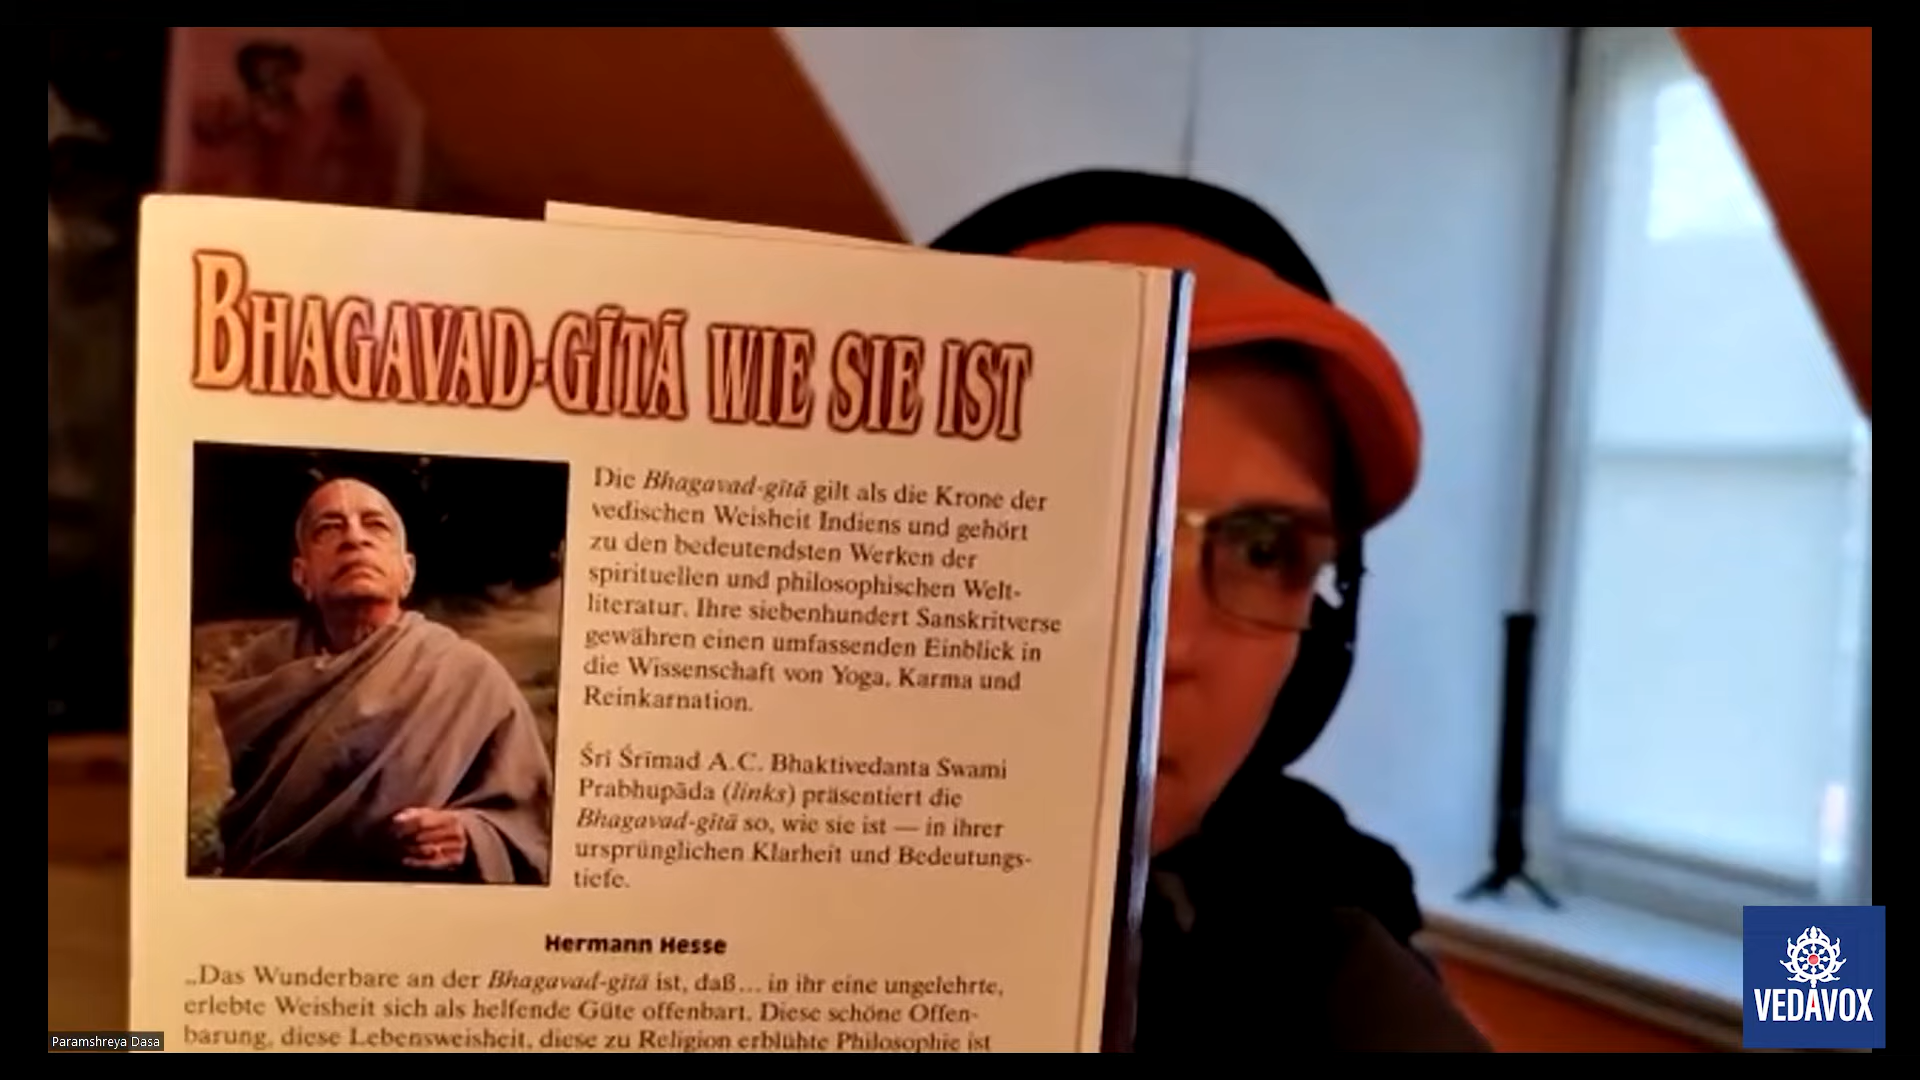 BHAGAVAD-GĪTĀ WIE SIE IST
Die Bhagavad-gītā gilt als die Krone der
vedischen Weisheit Indiens und gehört
zu den bedeutendsten Werken der
spirituellen und philosophischen Welt-
literatur. Ihre siebenhundert Sanskritverse
gewähren einen umfassenden Einblick in
die Wissenschaft von Yoga, Karma und
Reinkarnation.
Śrī Śrīmad A.C. Bhaktivedanta Swami
Prabhupāda (links) präsentiert die
Bhagavad-gītā so, wie sie ist — in ihrer
ursprünglichen Klarheit und Bedeutungs-
tiefe.
Hermann Hesse
„Das Wunderbare an der Bhagavad-gītā ist, daß... in ihr eine ungelehrte,
erlebte Weisheit sich als helfende Güte offenbart. Diese schöne Offen-
barung, diese Lebensweisheit, diese zu Religion erblühte Philosophie ist
Paramshreya Dasa
VEDAVOX